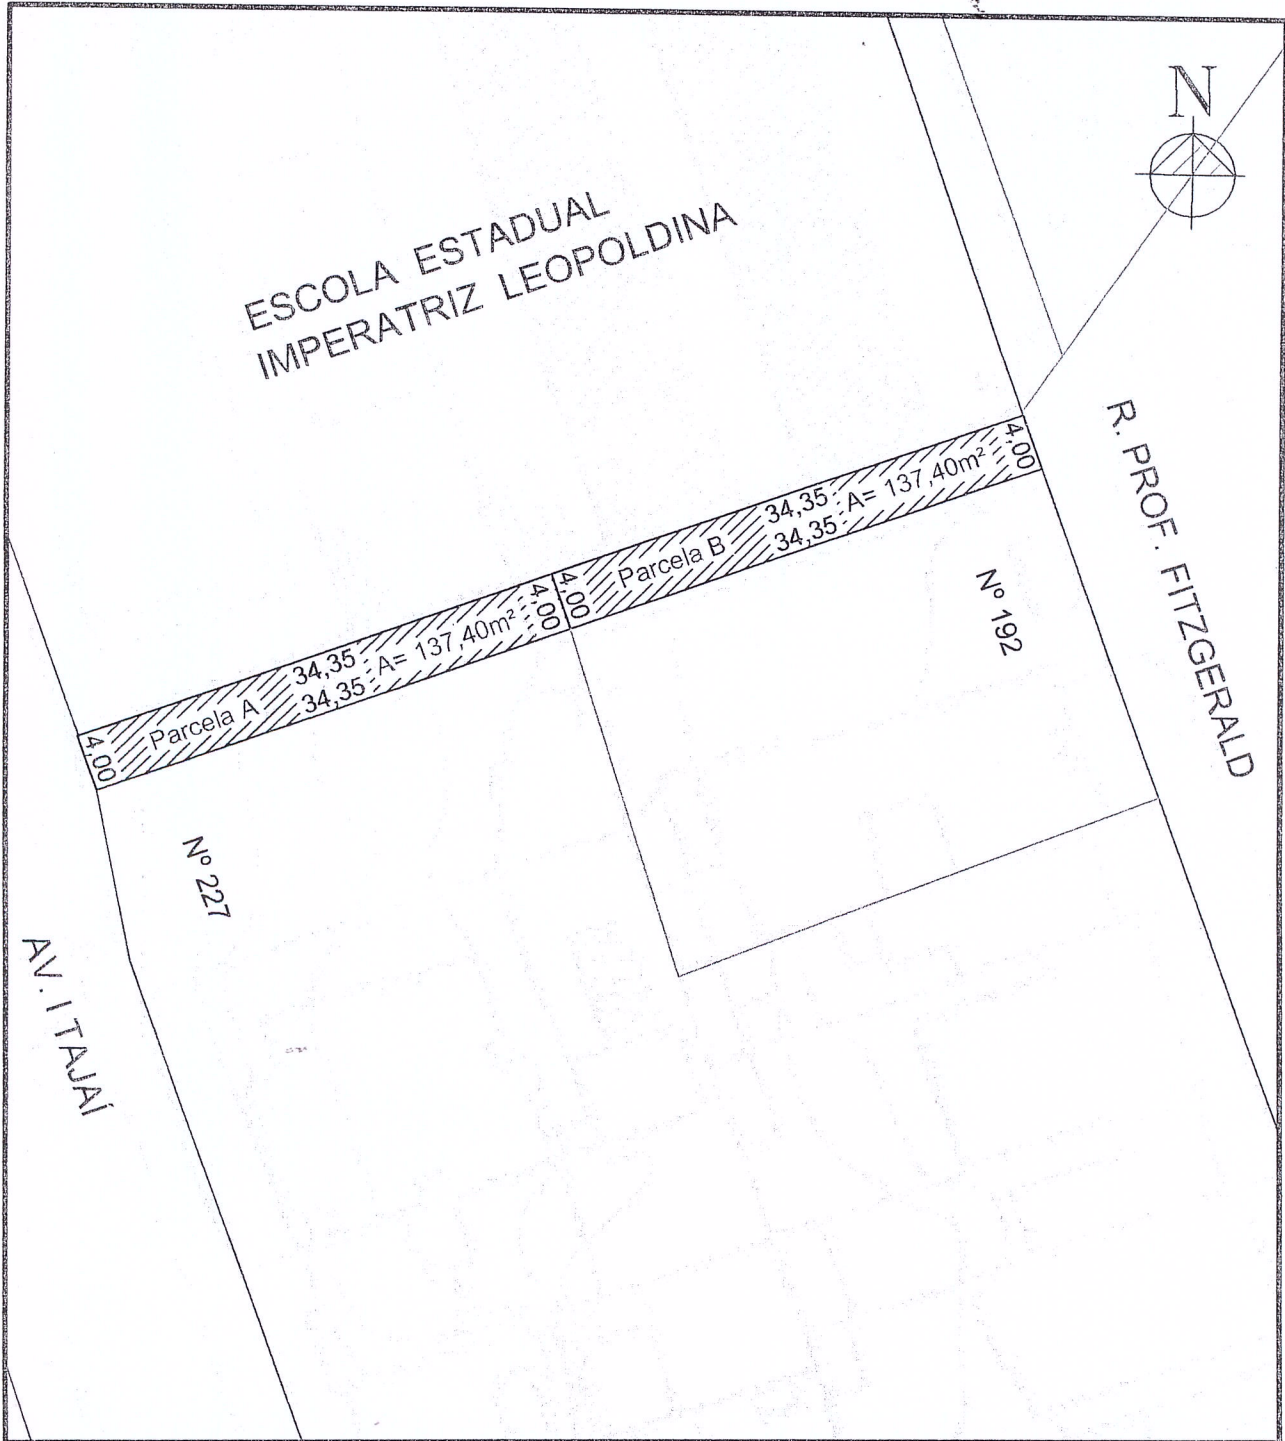 N
ESCOLA ESTADUAL
IMPERATRIZ LEOPOLDINA
R. PROF. FITZGERALD
4,00
34,35
A= 137,40m²
34,35
Parcela B
4,00
Nº 192
4,00
34,35
A= 137,40m²
34,35
Parcela A
4,00
Nº 227
AV. ITAJAÍ